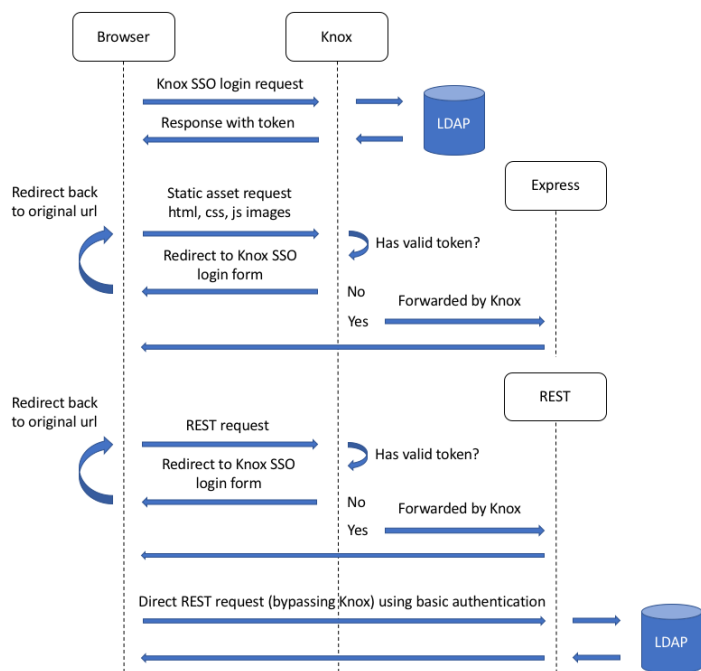 Browser
Knox
Knox SSO login request
Response with token
LDAP
Express
Redirect back
to original url
Static asset request
html, css, js images
Has valid token?
Redirect to Knox SSO
login form
No
Forwarded by Knox
Yes
REST
Redirect back
to original url
REST request
Has valid token?
Redirect to Knox SSO
login form
No
Forwarded by Knox
Yes
Direct REST request (bypassing Knox) using basic authentication
LDAP